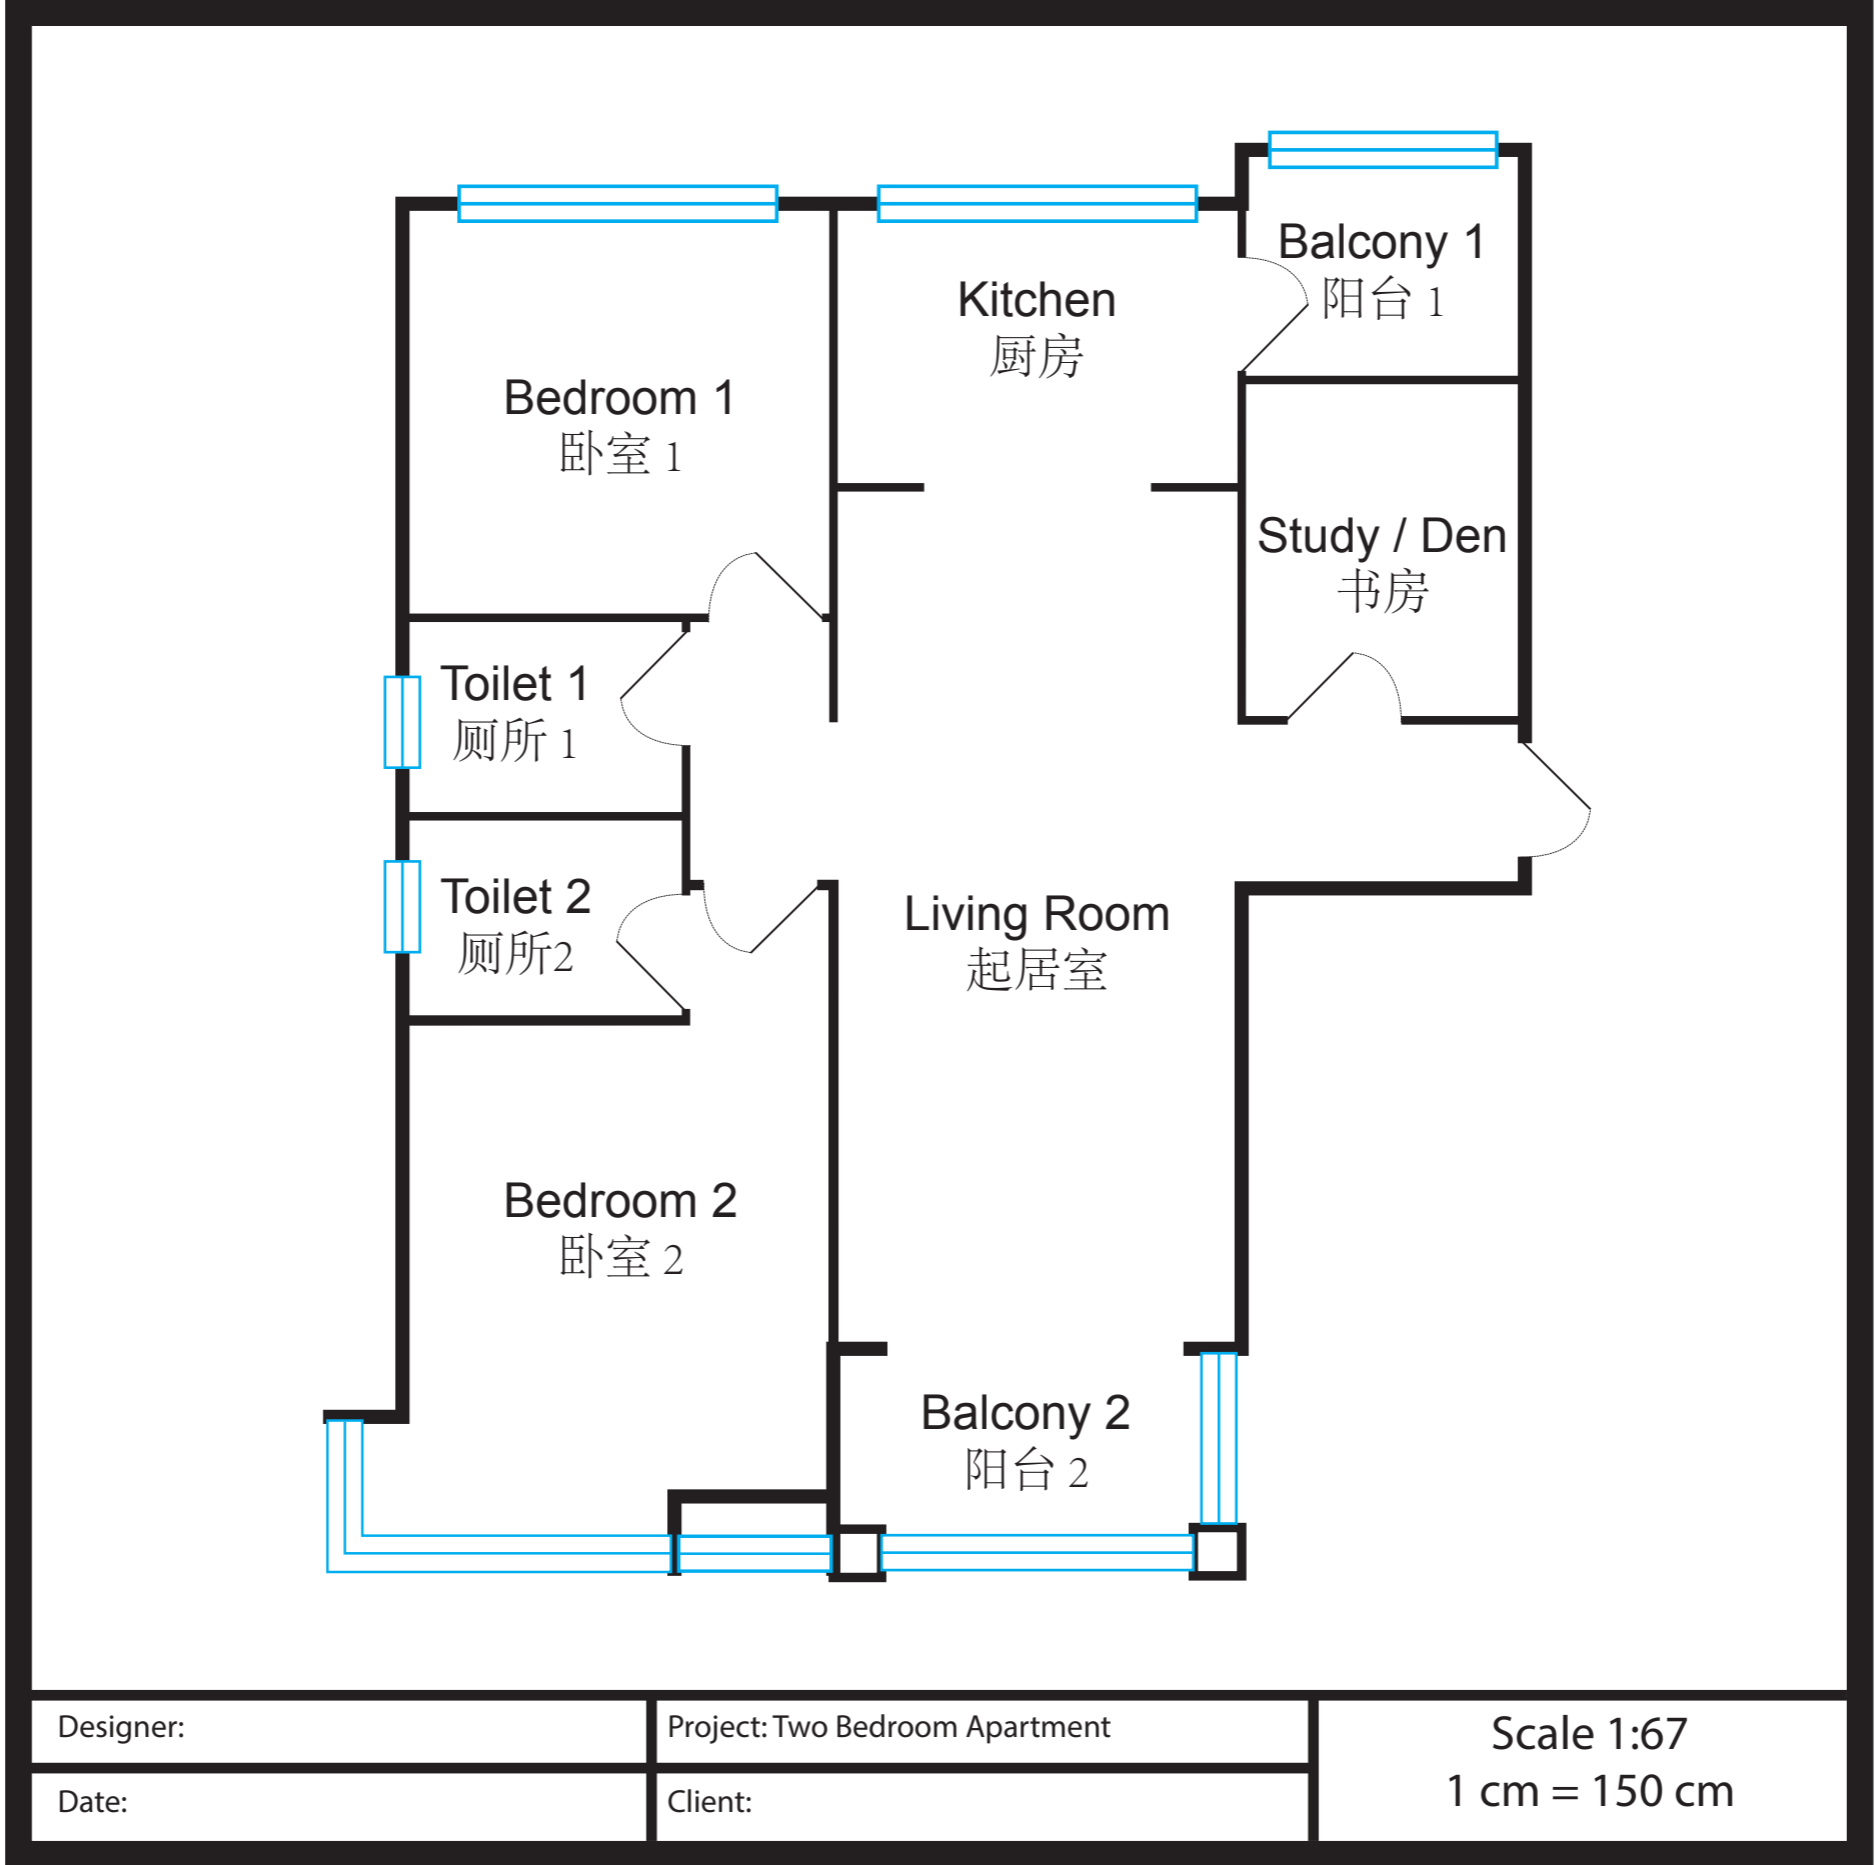 Balcony 1
阳台 1
Kitchen
厨房
Bedroom 1
卧室 1
Study / Den
书房
Toilet 1
厕所 1
Toilet 2
厕所2
Living Room
起居室
Bedroom 2
卧室 2
Balcony 2
阳台 2
Designer:
Project: Two Bedroom Apartment
Date:
Client:
Scale 1:67
1 cm = 150 cm